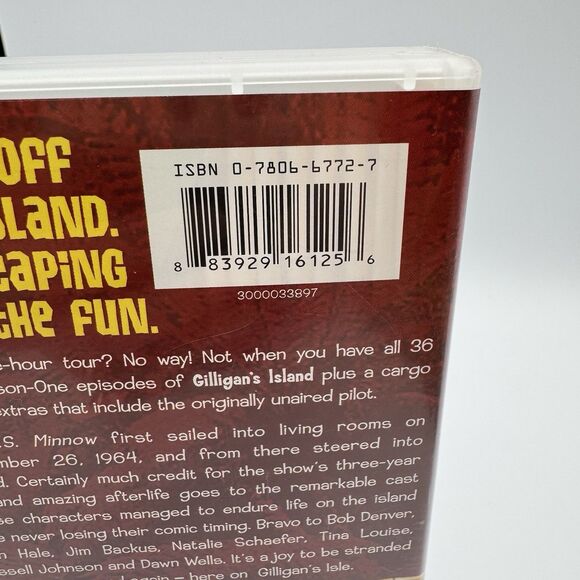 OFF
ISBN 0-7806-6772-7
8 83929 16125 6
3000033897
THE FUN.
-hour tour? No way! Not when you have all 36
son-One episodes of Gilligan's Island plus a cargo
extras that include the originally unaired pilot.
.S. Minnow first sailed into living rooms on
mber 26, 1964, and from there steered into
d. Certainly much credit for the show's three-year
nd amazing afterlife goes to the remarkable cast
se characters managed to endure life on the island
e never losing their comic timing. Bravo to Bob Denver,
n Hale, Jim Backus, Natalie Schaefer, Tina Louise,
ssell Johnson and Dawn Wells. It's a joy to be stranded
again – here on Gilligan's Isle.